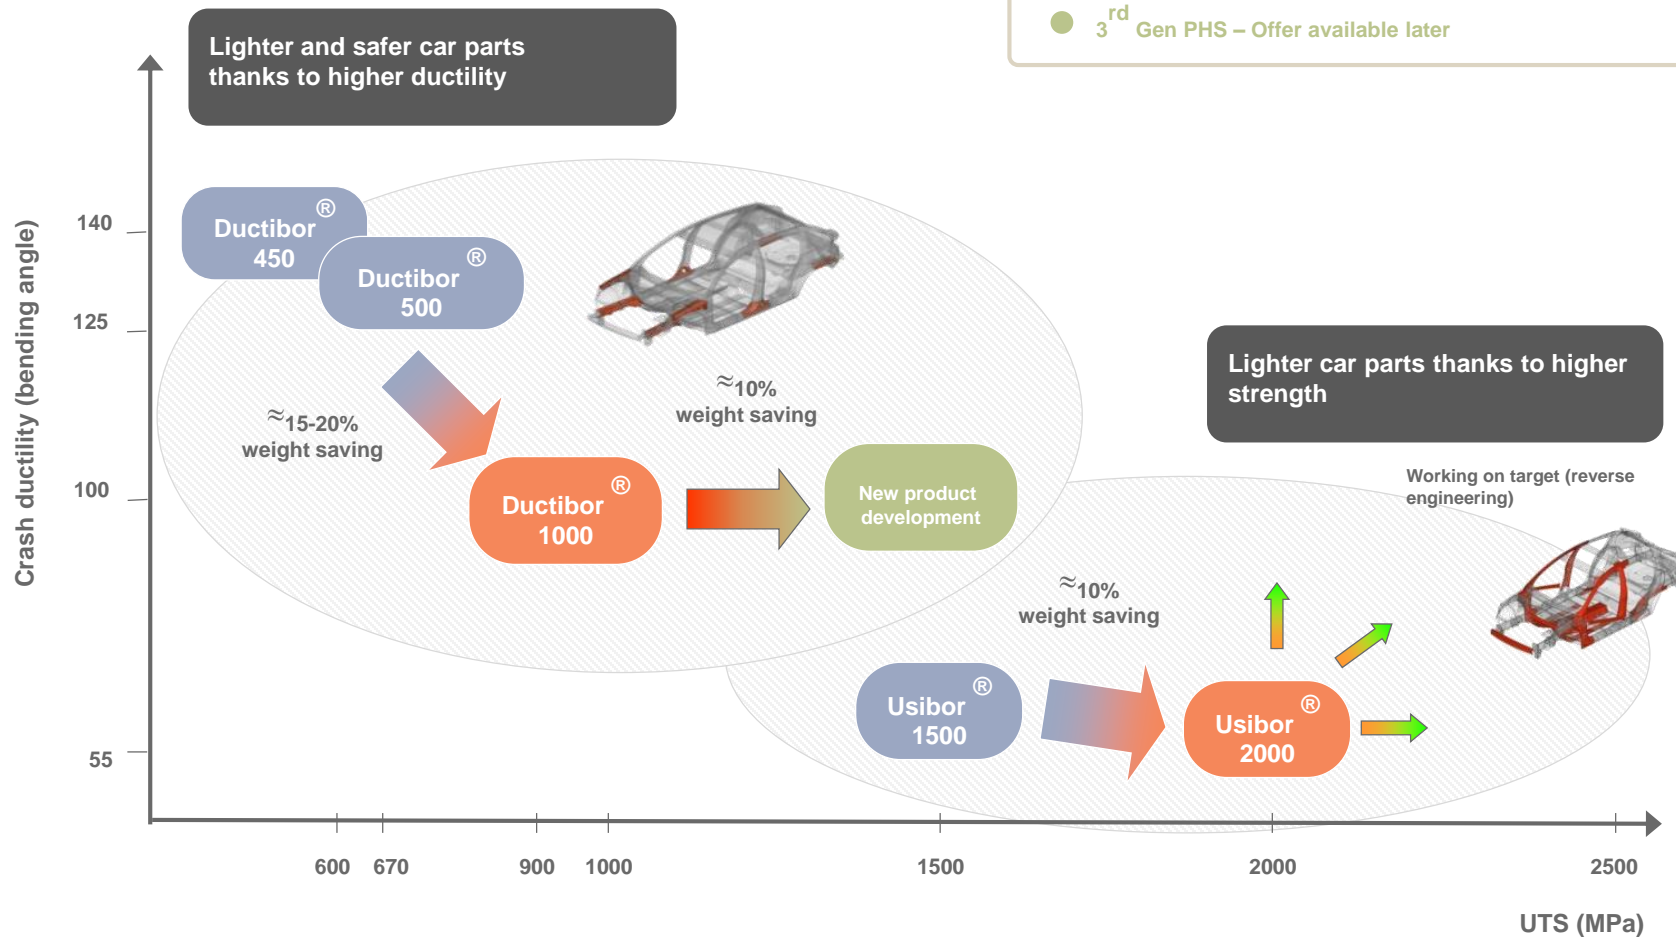 3rd Gen PHS – Offer available later
Lighter and safer car parts
thanks to higher ductility
Crash ductility (bending angle)
140
125
100
55
Ductibor®
450
Ductibor®
500
≈15-20%
weight saving
≈10%
weight saving
Ductibor®
1000
New product
development
Lighter car parts thanks to higher
strength
Working on target (reverse
engineering)
≈10%
weight saving
Usibor®
1500
Usibor®
2000
600 670 900 1000 1500 2000 2500
UTS (MPa)